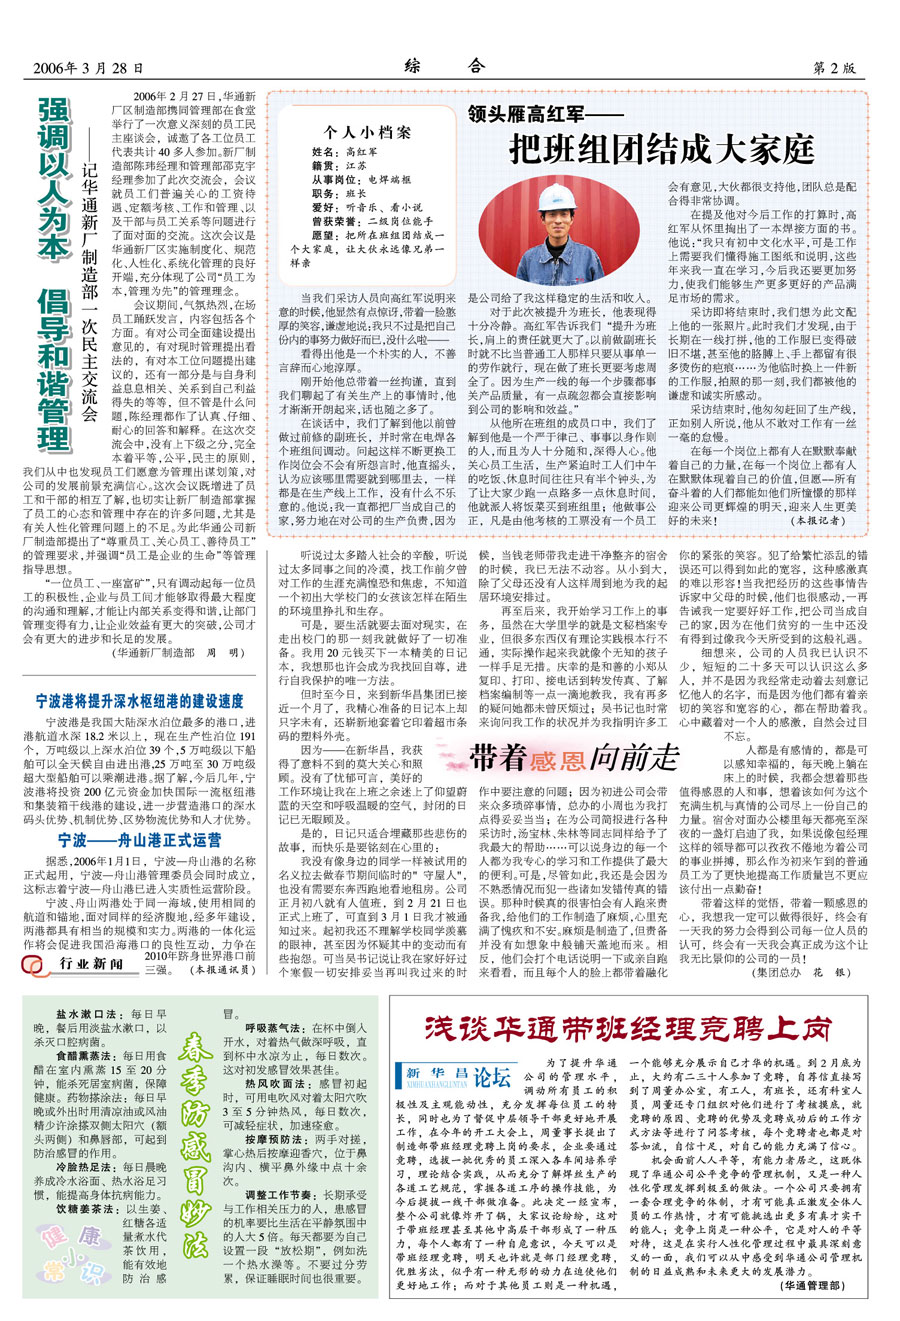 2006年 3 月 28 日
综 合
第 2 版
强调以人为本 倡导和谐管理
——记华通新厂制造部一次民主交流会
2006年 2 月 27 日,华通新
厂区制造部携同管理部在食堂
举行了一次意义深刻的员工民
主座谈会，诚邀了各工位员工
代表共计 40 多人参加。新厂制
造部陈玮经理和管理部邵克宇
经理参加了此次交流会，会议
就员工们普遍关心的工资待
遇、定额考核、工作和管理、以
及干部与员工关系等问题进行
了面对面的交流。这次会议是
华通新厂区实施制度化、规范
化、人性化、系统化管理的良好
开端,充分体现了公司“员工为
本,管理为先”的管理理念。
会议期间,气氛热烈,在场
员工踊跃发言，内容包括各个
方面。有对公司全面建设提出
意见的，有对现时管理提出看
法的，有对本工位问题提出建
议的，还有一部分是与自身利
益息息相关、关系到自己利益
得失的等等，但不管是什么问
题,陈经理都作了认真、仔细、
耐心的回答和解释。在这次交
流会中,没有上下级之分,完全
本着平等,公平,民主的原则,
我们从中也发现员工们愿意为管理出谋划策,对
公司的发展前景充满信心。这次会议既增进了员
工和干部的相互了解,也切实让新厂制造部掌握
了员工的心态和管理中存在的许多问题,尤其是
有关人性化管理问题上的不足。为此华通公司新
厂制造部提出了“尊重员工、关心员工、善待员工”
的管理要求,并强调“员工是企业的生命”等管理
指导思想。
“一位员工、一座富矿”,只有调动起每一位员
工的积极性,企业与员工间才能够取得最大程度
的沟通和理解,才能让内部关系变得和谐,让部门
管理变得有力,让企业效益有更大的突破,公司才
会有更大的进步和长足的发展。
(华通新厂制造部 周 明)
宁波港将提升深水枢纽港的建设速度
宁波港是我国大陆深水泊位最多的港口,进
港航道水深 18.2 米以上，现在生产性泊位 191
个，万吨级以上深水泊位 39 个,5 万吨级以下船
舶可以全天候自由进出港,25 万吨至 30 万吨级
超大型船舶可以乘潮进港。据了解,今后几年,宁
波港将投资 200 亿元资金加快国际一流枢纽港
和集装箱干线港的建设,进一步营造港口的深水
码头优势、机制优势、区势物流优势和人才优势。
宁波——舟山港正式运营
据悉,2006年1月1日，宁波—舟山港的名称
正式起用，宁波—舟山港管理委员会同时成立,
这标志着宁波—舟山港已进入实质性运营阶段。
宁波、舟山两港处于同一海域,使用相同的
航道和锚地,面对同样的经济腹地,经多年建设,
两港都具有相当的规模和实力。两港的一体化运
作将会促进我国沿海港口的良性互动，力争在
2010年跻身世界港口前
三强。 (本报通讯员)
行业新闻
个人小档案
姓名：高红军
籍贯：江苏
从事岗位：电焊端框
职务：班长
爱好：听音乐、看小说
曾获荣誉：二级岗位能手
愿望：把所在班组团结成一
个大家庭，让大伙永远像兄弟一
样亲
领头雁高红军——
把班组团结成大家庭
当我们采访人员向高红军说明来
意的时候,他显然有点惊讶,带着一脸憨
厚的笑容,谦虚地说:我只不过是把自己
份内的事努力做好而已,没什么啦——
看得出他是一个朴实的人，不善
言辞而心地淳厚。
刚开始他总带着一丝拘谨，直到
我们聊起了有关生产上的事情时,他
才渐渐开朗起来,话也随之多了。
在谈话中，我们了解到他以前曾
做过前修的副班长，并时常在电焊各
个班组间调动。问起这样不断更换工
作岗位会不会有所怨言时,他直摇头,
认为应该哪里需要就到哪里去，一样
都是在生产线上工作，没有什么不乐
意的。他说:我一直都把厂当成自己的
家,努力地在对公司的生产负责,因为
是公司给了我这样稳定的生活和收入。
对于此次被提升为班长，他表现得
十分冷静。高红军告诉我们“提升为班
长,肩上的责任就更大了。以前做副班长
时就不比当普通工人那样只要从事单一
的劳作就行，现在做了班长更要考虑周
全了。因为生产一线的每一个步骤都事
关产品质量，有一点疏忽都会直接影响
到公司的影响和效益。”
从他所在班组的成员口中，我们了
解到他是一个严于律己、事事以身作则
的人,而且为人十分随和,深得人心。他
关心员工生活，生产紧迫时工人们中午
的吃饭、休息时间往往只有半个钟头,为
了让大家少跑一点路多一点休息时间,
他就派人将饭菜买到班组里；他做事公
正，凡是由他考核的工票没有一个员工
会有意见,大伙都很支持他,团队总是配
合得非常协调。
在提及他对今后工作的打算时,高
红军从怀里掏出了一本焊接方面的书。
他说:“我只有初中文化水平,可是工作
上需要我们懂得施工图纸和说明,这些
年来我一直在学习,今后我还要更加努
力,使我们能够生产更多更好的产品满
足市场的需求。
采访即将结束时,我们想为此文配
上他的一张照片。此时我们才发现,由于
长期在一线打拼,他的工作服已变得破
旧不堪,甚至他的胳膊上、手上都留有很
多烫伤的疤痕……为他临时换上一件新
的工作服,拍照的那一刻,我们都被他的
谦虚和诚实所感动。
采访结束时,他匆匆赶回了生产线,
正如别人所说,他从不敢对工作有一丝
一毫的怠慢。
在每一个岗位上都有人在默默奉献
着自己的力量,在每一个岗位上都有人
在默默体现着自己的价值,但愿—所有
奋斗着的人们都能如他们所憧憬的那样
迎来公司更辉煌的明天,迎来人生更美
好的未来！ (本报记者)
听说过太多踏入社会的辛酸，听说
过太多同事之间的冷漠，找工作前夕曾
对工作的生涯充满惶恐和焦虑，不知道
一个初出大学校门的女孩该怎样在陌生
的环境里挣扎和生存。
可是，要生活就要去面对现实，在
走出校门的那一刻我就做好了一切准
备。我用 20 元钱买下一本精美的日记
本，我想那也许会成为我找回自尊，进
行自我保护的唯一方法。
但时至今日，来到新华昌集团已接
近一个月了，我精心准备的日记本上却
只字未有，还崭新地套着它印着超市条
码的塑料外壳。
因为——在新华昌，我获
得了意料不到的莫大关心和照
顾。没有了忧郁可言，美好的
工作环境让我在上班之余迷上了仰望蔚
蓝的天空和呼吸温暖的空气，封闭的日
记已无暇顾及。
是的，日记只适合埋藏那些悲伤的
故事，而快乐是要铭刻在心里的：
我没有像身边的同学一样被试用的
名义拉去做春节期间临时的" 守屋人",
也没有需要东奔西跑地看地租房。公司
正月初八就有人值班，到 2 月21 日也
正式上班了，可直到 3 月 1 日我才被通
知过来。起初我还不理解学校同学羡慕
的眼神，甚至因为怀疑其中的变动而有
些抱怨。可当吴书记说让我在家好好过
个寒假一切安排妥当再叫我过来的时
候，当钱老师带我走进干净整齐的宿舍
的时候，我已无法不动容。从小到大，
除了父母还没有人这样周到地为我的起
居环境安排过。
再至后来，我开始学习工作上的事
务，虽然在大学里学的就是文秘档案专
业，但很多东西仅有理论实践根本行不
通，实际操作起来我就像个无知的孩子
一样手足无措。庆幸的是和善的小郑从
复印、打印、接电话到转发传真、了解
档案编制等一点一滴地教我，我有再多
的疑问她都未曾厌烦过；吴书记也时常
来询问我工作的状况并为我指明许多工
带着感恩向前走
作中要注意的问题；因为初进公司会带
来众多琐碎事情，总办的小周也为我打
点得妥妥当当；在为公司简报进行各种
采访时,汤宝林、朱林等同志同样给予了
我最大的帮助……可以说身边的每一个
人都为我专心的学习和工作提供了最大
的便利。可是,尽管如此,我还是会因为
不熟悉情况而犯一些诸如发错传真的错
误。那种时候真的很害怕会有人跑来责
备我,给他们的工作制造了麻烦,心里充
满了愧疚和不安。麻烦是制造了,但责备
并没有如想象中般铺天盖地而来。相
反，他们会打个电话说明一下或亲自跑
来看看，而且每个人的脸上都带着融化
你的紧张的笑容。犯了给繁忙添乱的错
误还可以得到如此的宽容，这种感激真
的难以形容!当我把经历的这些事情告
诉家中父母的时候,他们也很感动,一再
告诫我一定要好好工作,把公司当成自
己的家,因为在他们贫穷的一生中还没
有得到过像我今天所受到的这般礼遇。
细想来，公司的人员我已认识不
少，短短的二十多天可以认识这么多
人，并不是因为我经常走动着去刻意记
忆他人的名字，而是因为他们都有着亲
切的笑容和宽容的心，都在帮助着我。
心中藏着对一个人的感激，自然会过目
不忘。
人都是有感情的，都是可
以感知幸福的，每天晚上躺在
床上的时候，我都会想着那些
值得感恩的人和事，想着该如何为这个
充满生机与真情的公司尽上一份自己的
力量。宿舍对面办公楼里每天都亮至深
夜的一盏灯启迪了我，如果说像包经理
这样的领导都可以孜孜不倦地为着公司
的事业拼搏，那么作为初来乍到的普通
员工为了更快地提高工作质量岂不更应
该付出一点勤奋！
带着这样的觉悟，带着一颗感恩的
心，我想我一定可以做得很好，终会有
一天我的努力会得到公司每一位人员的
认可，终会有一天我会真正成为这个让
我无比景仰的公司的一员！
(集团总办 花 银)
盐水漱口法：每日早
晚，餐后用淡盐水漱口，以
杀灭口腔病菌。
食醋熏蒸法：每日用食
醋在室内熏蒸 15 至 20 分
钟，能杀死居室病菌，保障
健康。药物搽涂法：每日早
晚或外出时用清凉油或风油
精少许涂搽双侧太阳穴（额
头两侧）和鼻唇部，可起到
防治感冒的作用。
冷脸热足法：每日晨晚
养成冷水浴面、热水浴足习
惯，能提高身体抗病能力。
饮糖姜茶法：以生姜、
红糖各适
量煮水代
茶饮用，
能有效地
防治感
健康小常识
春季防感冒妙法
冒。
呼吸蒸气法：在杯中倒入
开水，对着热气做深呼吸，直
到杯中水凉为止，每日数次。
这对初发感冒效果甚佳。
热风吹面法：感冒初起
时，可用电吹风对着太阳穴吹
3 至 5 分钟热风，每日数次，
可减轻症状，加速痊愈。
按摩预防法：两手对搓，
掌心热后按摩迎香穴，位于鼻
沟内、横平鼻外缘中点十余
次。
调整工作节奏：长期承受
与工作相关压力的人，患感冒
的机率要比生活在平静氛围中
的人大 5 倍。每天都要为自己
设置一段“放松期”，例如洗
一个热水澡等。不要过分劳
累，保证睡眠时间也很重要。
浅谈华通带班经理竞聘上岗
新华昌论坛
XINHUACHANGLUNTAN
为了提升华通
公司的管理水平，
调动所有员工的积
极性及主观能动性，充分发挥每位员工的特
长，同时也为了督促中层领导干部更好地开展
工作，在今年的开工大会上，周董事长提出了
制造部带班经理竞聘上岗的要求，企业要通过
竞聘，选拔一批优秀的员工深入各车间培养学
习，理论结合实践，从而充分了解焊丝生产的
各道工艺规范，掌握各道工序的操作技能，为
今后提拔一线干部做准备。此决定一经宣布，
整个公司就像炸开了锅，大家议论纷纷，这对
于带班经理甚至其他中高层干部形成了一种压
力，每个人都有了一种自危意识，今天可以是
带班经理竞聘，明天也许就是部门经理竞聘，
优胜劣汰，似乎有一种无形的动力在迫使他们
更好地工作；而对于其他员工则是一种机遇，
一个能够充分展示自己才华的机遇。到 2 月底为
止，大约有二三十人参加了竞聘，自荐信直接写
到了周董办公室，有工人，有班长，还有科室人
员，周董还专门组织对他们进行了考核摸底，就
竞聘的原因、竞聘的优势及竞聘成功后的工作方
式方法等进行了问答考核，每个竞聘者也都是对
答如流，自信十足，对自己的能力充满了信心。
机会面前人人平等，有能力者居之，这既体
现了华通公司公平竞争的管理机制，又是一种人
性化管理发挥到极至的做法。一个公司只要拥有
一套合理竞争的体制，才有可能真正激发全体人
员的工作热情，才有可能挑选出更多有真才实干
的能人；竞争上岗是一种公平，它是对人的平等
对待，这是在实行人性化管理过程中最具深刻意
义的一面，我们可以从中感受到华通公司管理机
制的日益成熟和未来更大的发展潜力。
(华通管理部)